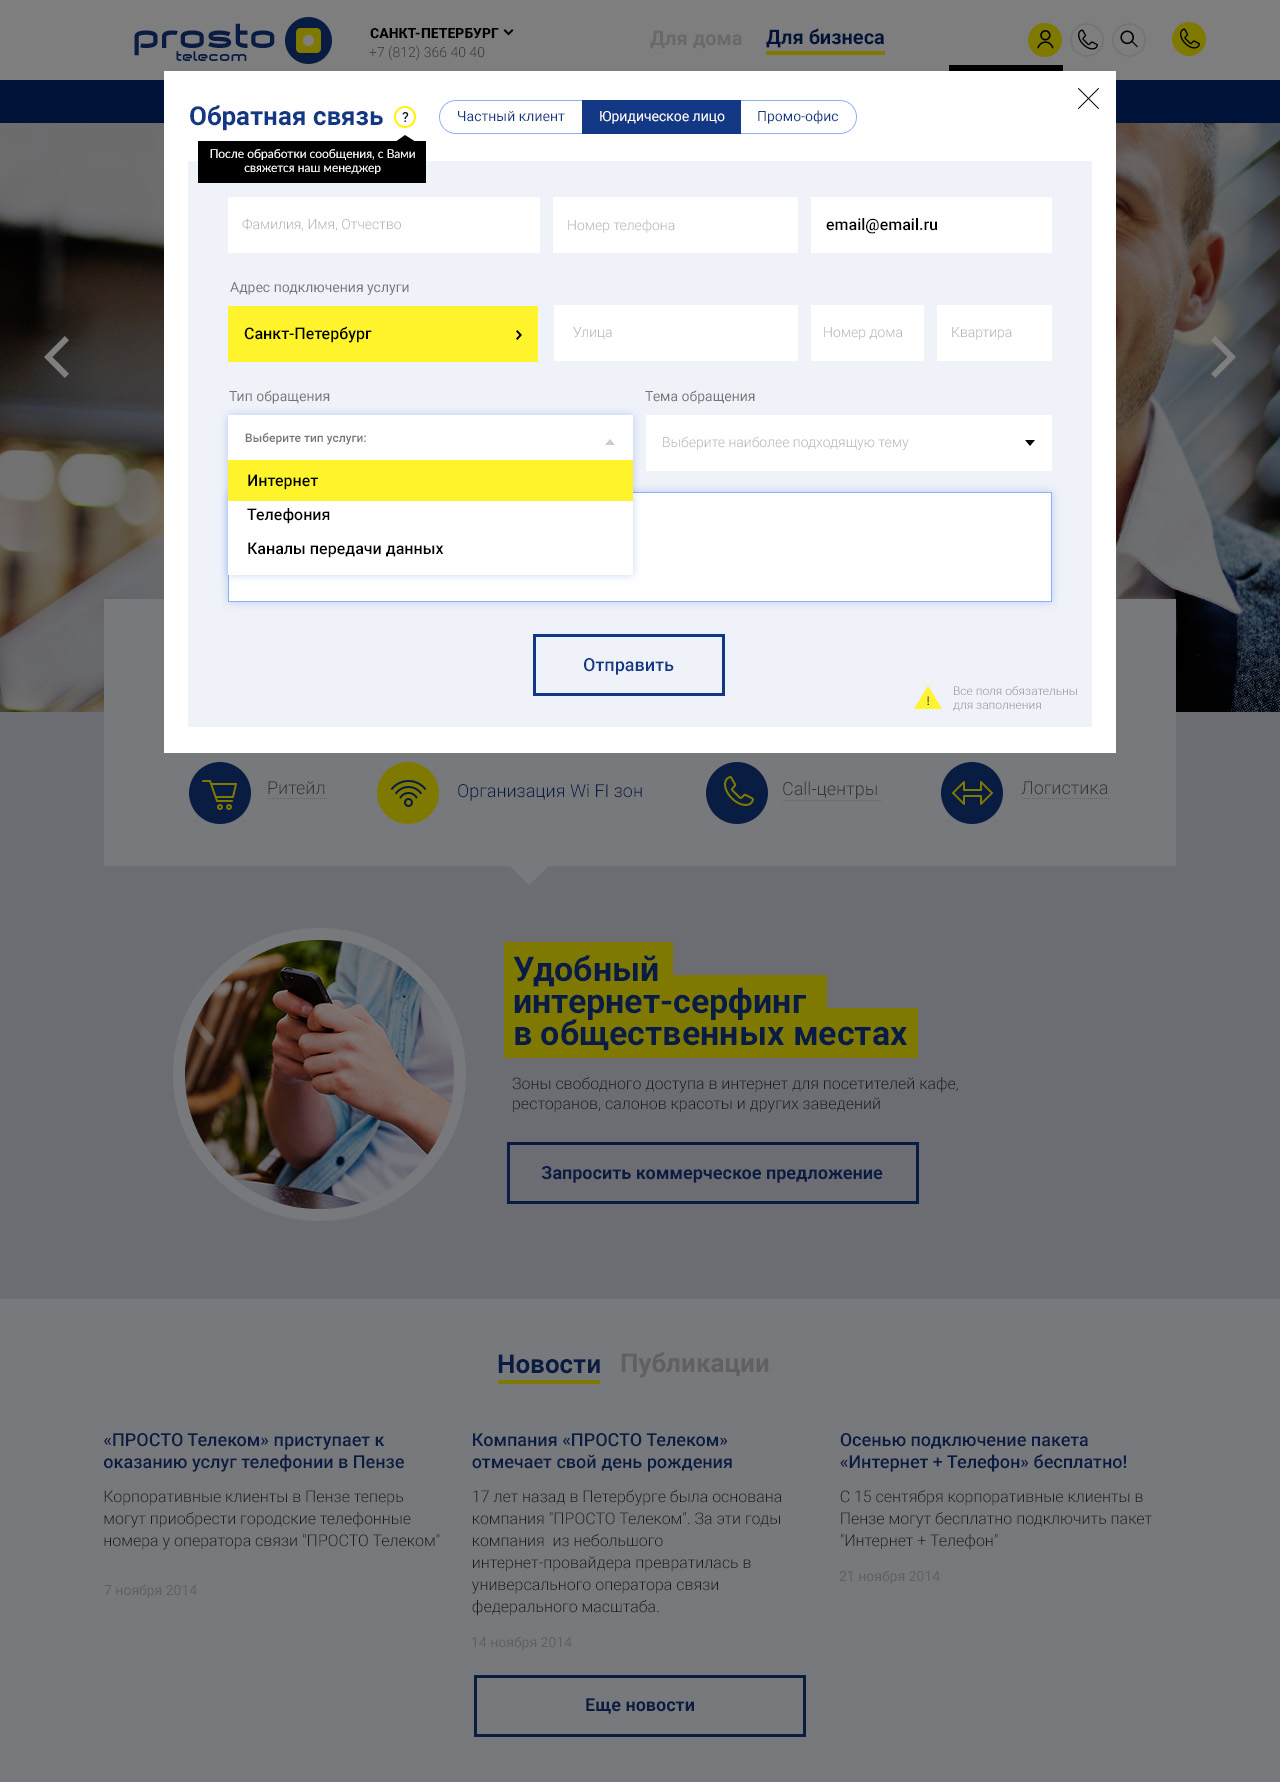 prosto
telecom
САНКТ-ПЕТЕРБУРГ
+7 (812) 366 40 40
Для дома
Для бизнеса
Обратная связь
?
Частный клиент
Юридическое лицо
Промо-офис
После обработки сообщения, с Вами
свяжется наш менеджер
Фамилия, Имя, Отчество
Номер телефона
email@email.ru
Адрес подключения услуги
Санкт-Петербург
Улица
Номер дома
Квартира
Тип обращения
Тема обращения
Выберите тип услуги:
Выберите наиболее подходящую тему
Интернет
Телефония
Каналы передачи данных
Отправить
!
Все поля обязательны
для заполнения
Ритейл
Организация Wi FI зон
Call-центры
Логистика
Удобный
интернет-серфинг
в общественных местах
Зоны свободного доступа в интернет для посетителей кафе,
ресторанов, салонов красоты и других заведений
Запросить коммерческое предложение
Новости
Публикации
«ПРОСТО Телеком» приступает к
оказанию услуг телефонии в Пензе
Корпоративные клиенты в Пензе теперь
могут приобрести городские телефонные
номера у оператора связи "ПРОСТО Телеком"
7 ноября 2014
Компания «ПРОСТО Телеком»
отмечает свой день рождения
17 лет назад в Петербурге была основана
компания "ПРОСТО Телеком". За эти годы
компания из небольшого
интернет-провайдера превратилась в
универсального оператора связи
федерального масштаба.
14 ноября 2014
Осенью подключение пакета
«Интернет + Телефон» бесплатно!
С 15 сентября корпоративные клиенты в
Пензе могут бесплатно подключить пакет
"Интернет + Телефон"
21 ноября 2014
Еще новости